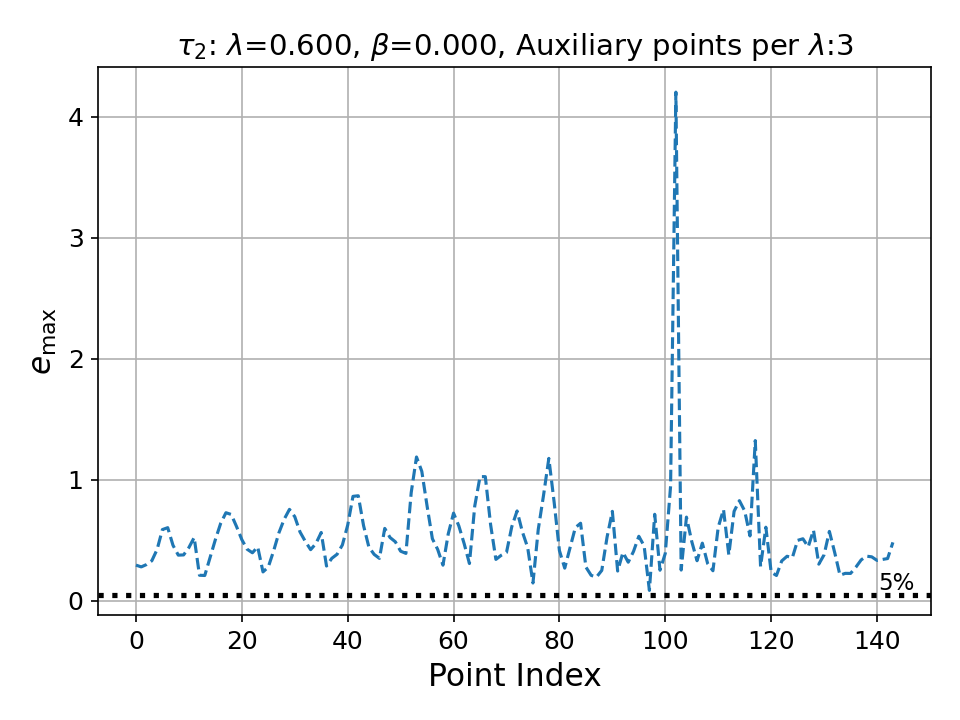 τ₂: λ=0.600, β=0.000, Auxiliary points per λ:3
4
3
2
1
0
e_max
5%
0 20 40 60 80 100 120 140
Point Index